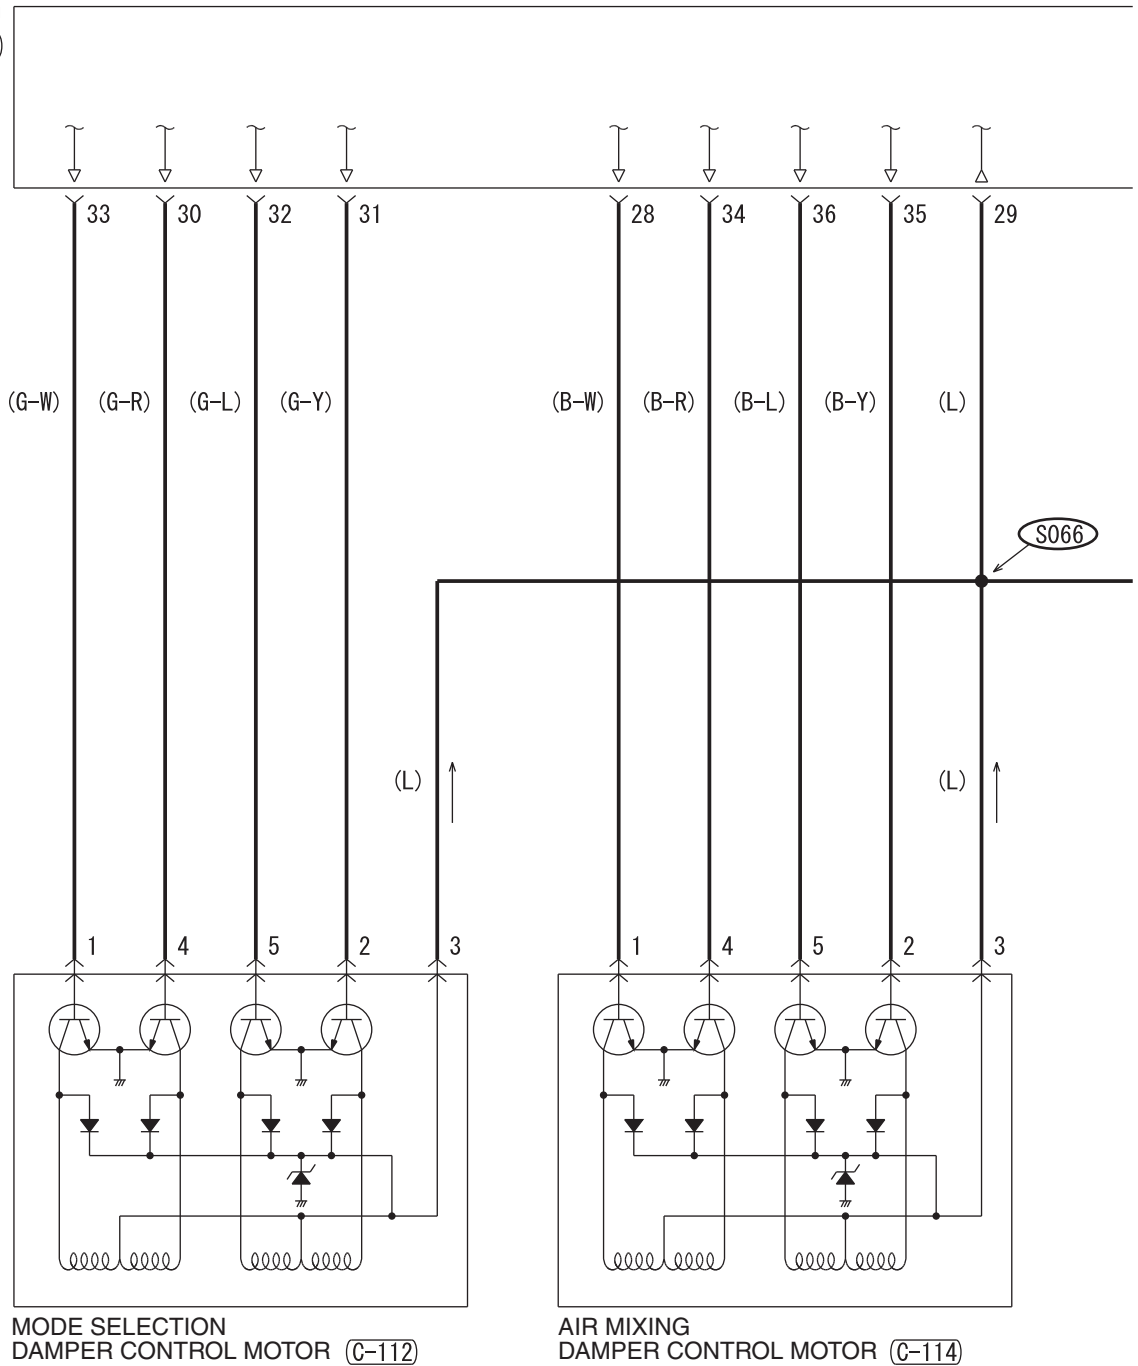 33 30 32 31 28 34 36 35 29
(G-W) (G-R) (G-L) (G-Y) (B-W) (B-R) (B-L) (B-Y) (L)
S066
(L) (L)
1 4 5 2 3 1 4 5 2 3
MODE SELECTION
DAMPER CONTROL MOTOR (C-112)
AIR MIXING
DAMPER CONTROL MOTOR (C-114)